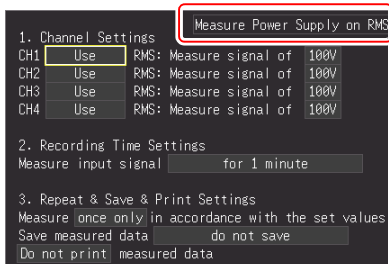 Measure Power Supply on RMS
1. Channel Settings
CH1 Use RMS: Measure signal of 100V
CH2 Use RMS: Measure signal of 100V
CH3 Use RMS: Measure signal of 100V
CH4 Use RMS: Measure signal of 100V
2. Recording Time Settings
Measure input signal for 1 minute
3. Repeat & Save & Print Settings
Measure once only in accordance with the set values
Save measured data do not save
Do not print measured data